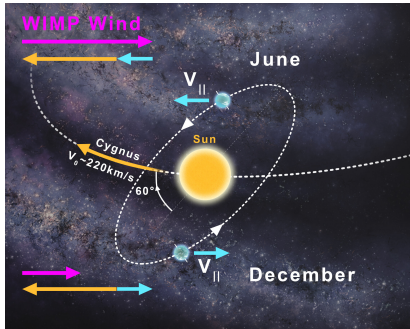 WIMP Wind
June
V||
Sun
Cygnus
V₀~220km/s
60°
V||
December